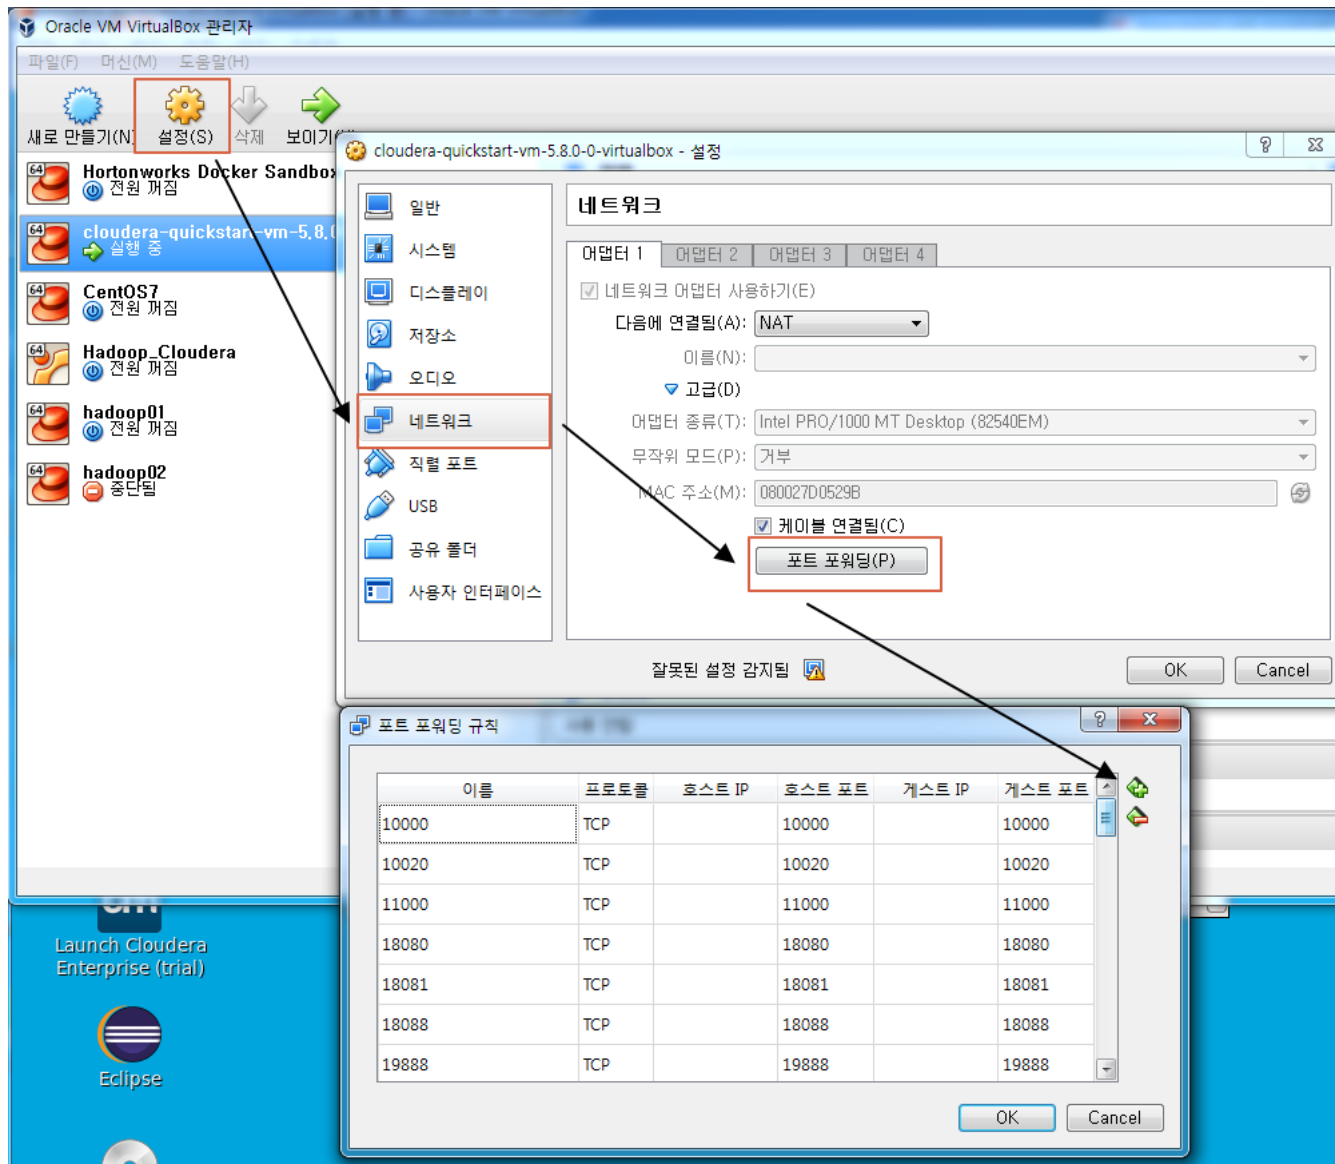 Oracle VM VirtualBox 관리자
파일(F) 머신(M) 도움말(H)
새로 만들기(N) 설정(S) 삭제 보이기
64 Hortonworks Docker Sandbox
전원 꺼짐
64 cloudera-quickstart-vm-5.8.0
실행 중
64 CentOS7
전원 꺼짐
64 Hadoop_Cloudera
전원 꺼짐
64 hadoop01
전원 꺼짐
64 hadoop02
중단됨
cloudera-quickstart-vm-5.8.0-0-virtualbox - 설정
일반
시스템
디스플레이
저장소
오디오
네트워크
직렬 포트
USB
공유 폴더
사용자 인터페이스
네트워크
어댑터 1 어댑터 2 어댑터 3 어댑터 4
네트워크 어댑터 사용하기(E)
다음에 연결됨(A): NAT
이름(N):
고급(D)
어댑터 종류(T): Intel PRO/1000 MT Desktop (82540EM)
무작위 모드(P): 거부
MAC 주소(M): 080027D0529B
케이블 연결됨(C)
포트 포워딩(P)
잘못된 설정 감지됨 OK Cancel
포트 포워딩 규칙
이름 프로토콜 호스트 IP 호스트 포트 게스트 IP 게스트 포트
10000 TCP 10000 10000
10020 TCP 10020 10020
11000 TCP 11000 11000
18080 TCP 18080 18080
18081 TCP 18081 18081
18088 TCP 18088 18088
19888 TCP 19888 19888
OK Cancel
Launch Cloudera
Enterprise (trial)
Eclipse